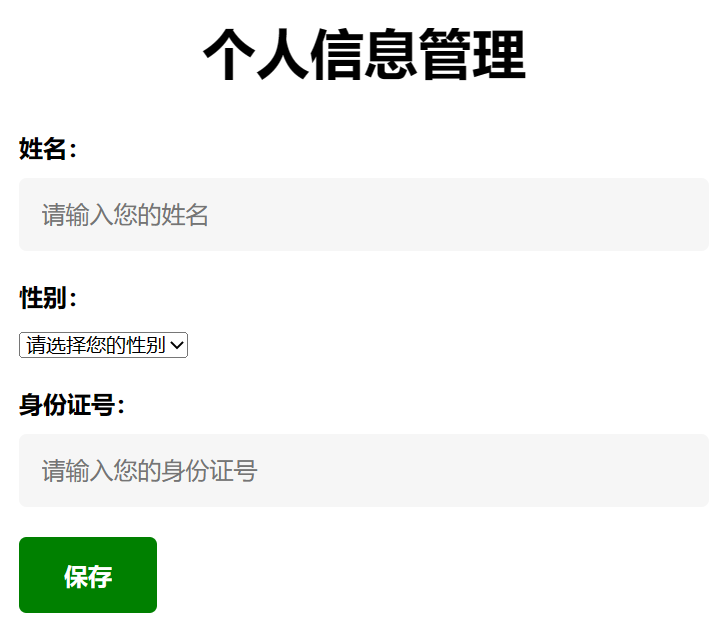 个人信息管理
姓名：
请输入您的姓名
性别：
请选择您的性别
身份证号：
请输入您的身份证号
保存